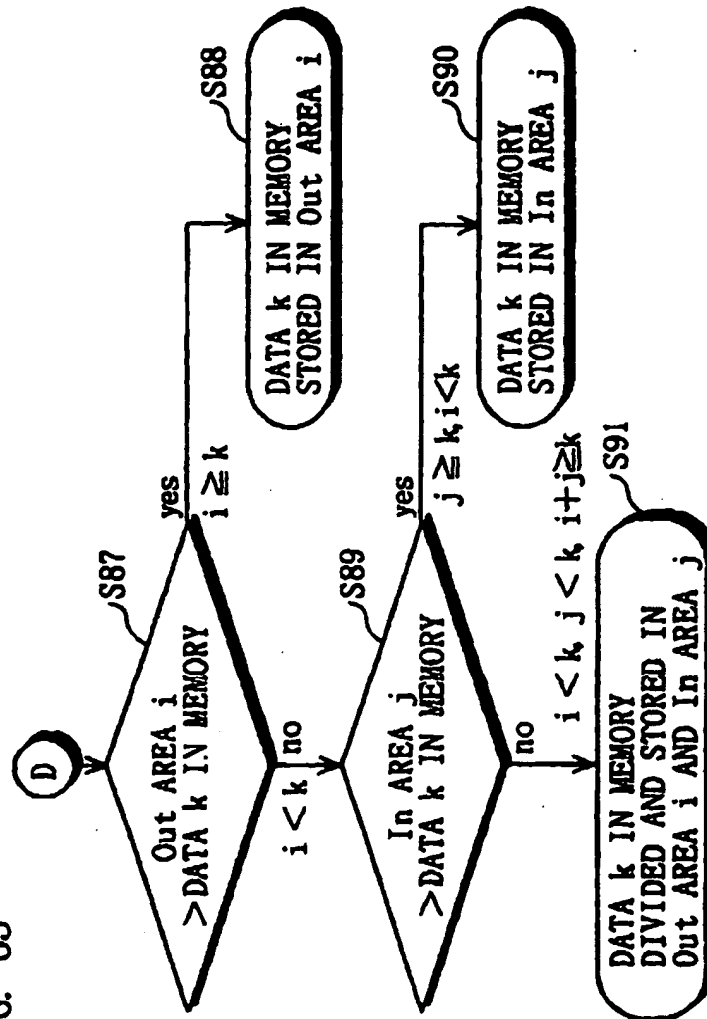 D
S87
Out AREA i
>DATA k IN MEMORY
yes
i ≧ k
S88
DATA k IN MEMORY
STORED IN Out AREA i
no
i < k
S89
In AREA j
>DATA k IN MEMORY
yes
j ≧ k, i < k
S90
DATA k IN MEMORY
STORED IN In AREA j
no
i < k, j < k, i+j≧k
S91
DATA k IN MEMORY
DIVIDED AND STORED IN
Out AREA i AND In AREA j